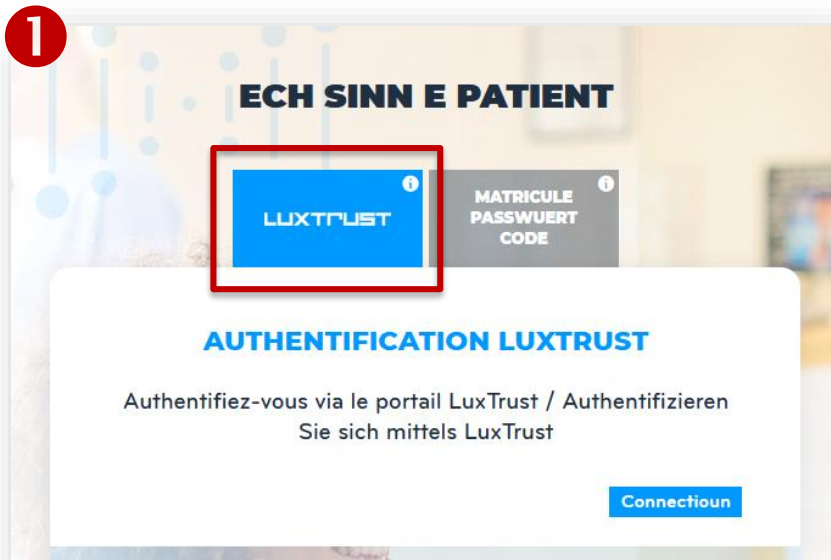 1
ECH SINN E PATIENT
LUXTRUST
MATRICULE
PASSWUERT
CODE
AUTHENTIFICATION LUXTRUST
Authentifiez-vous via le portail LuxTrust / Authentifizieren
Sie sich mittels LuxTrust
Connectioun